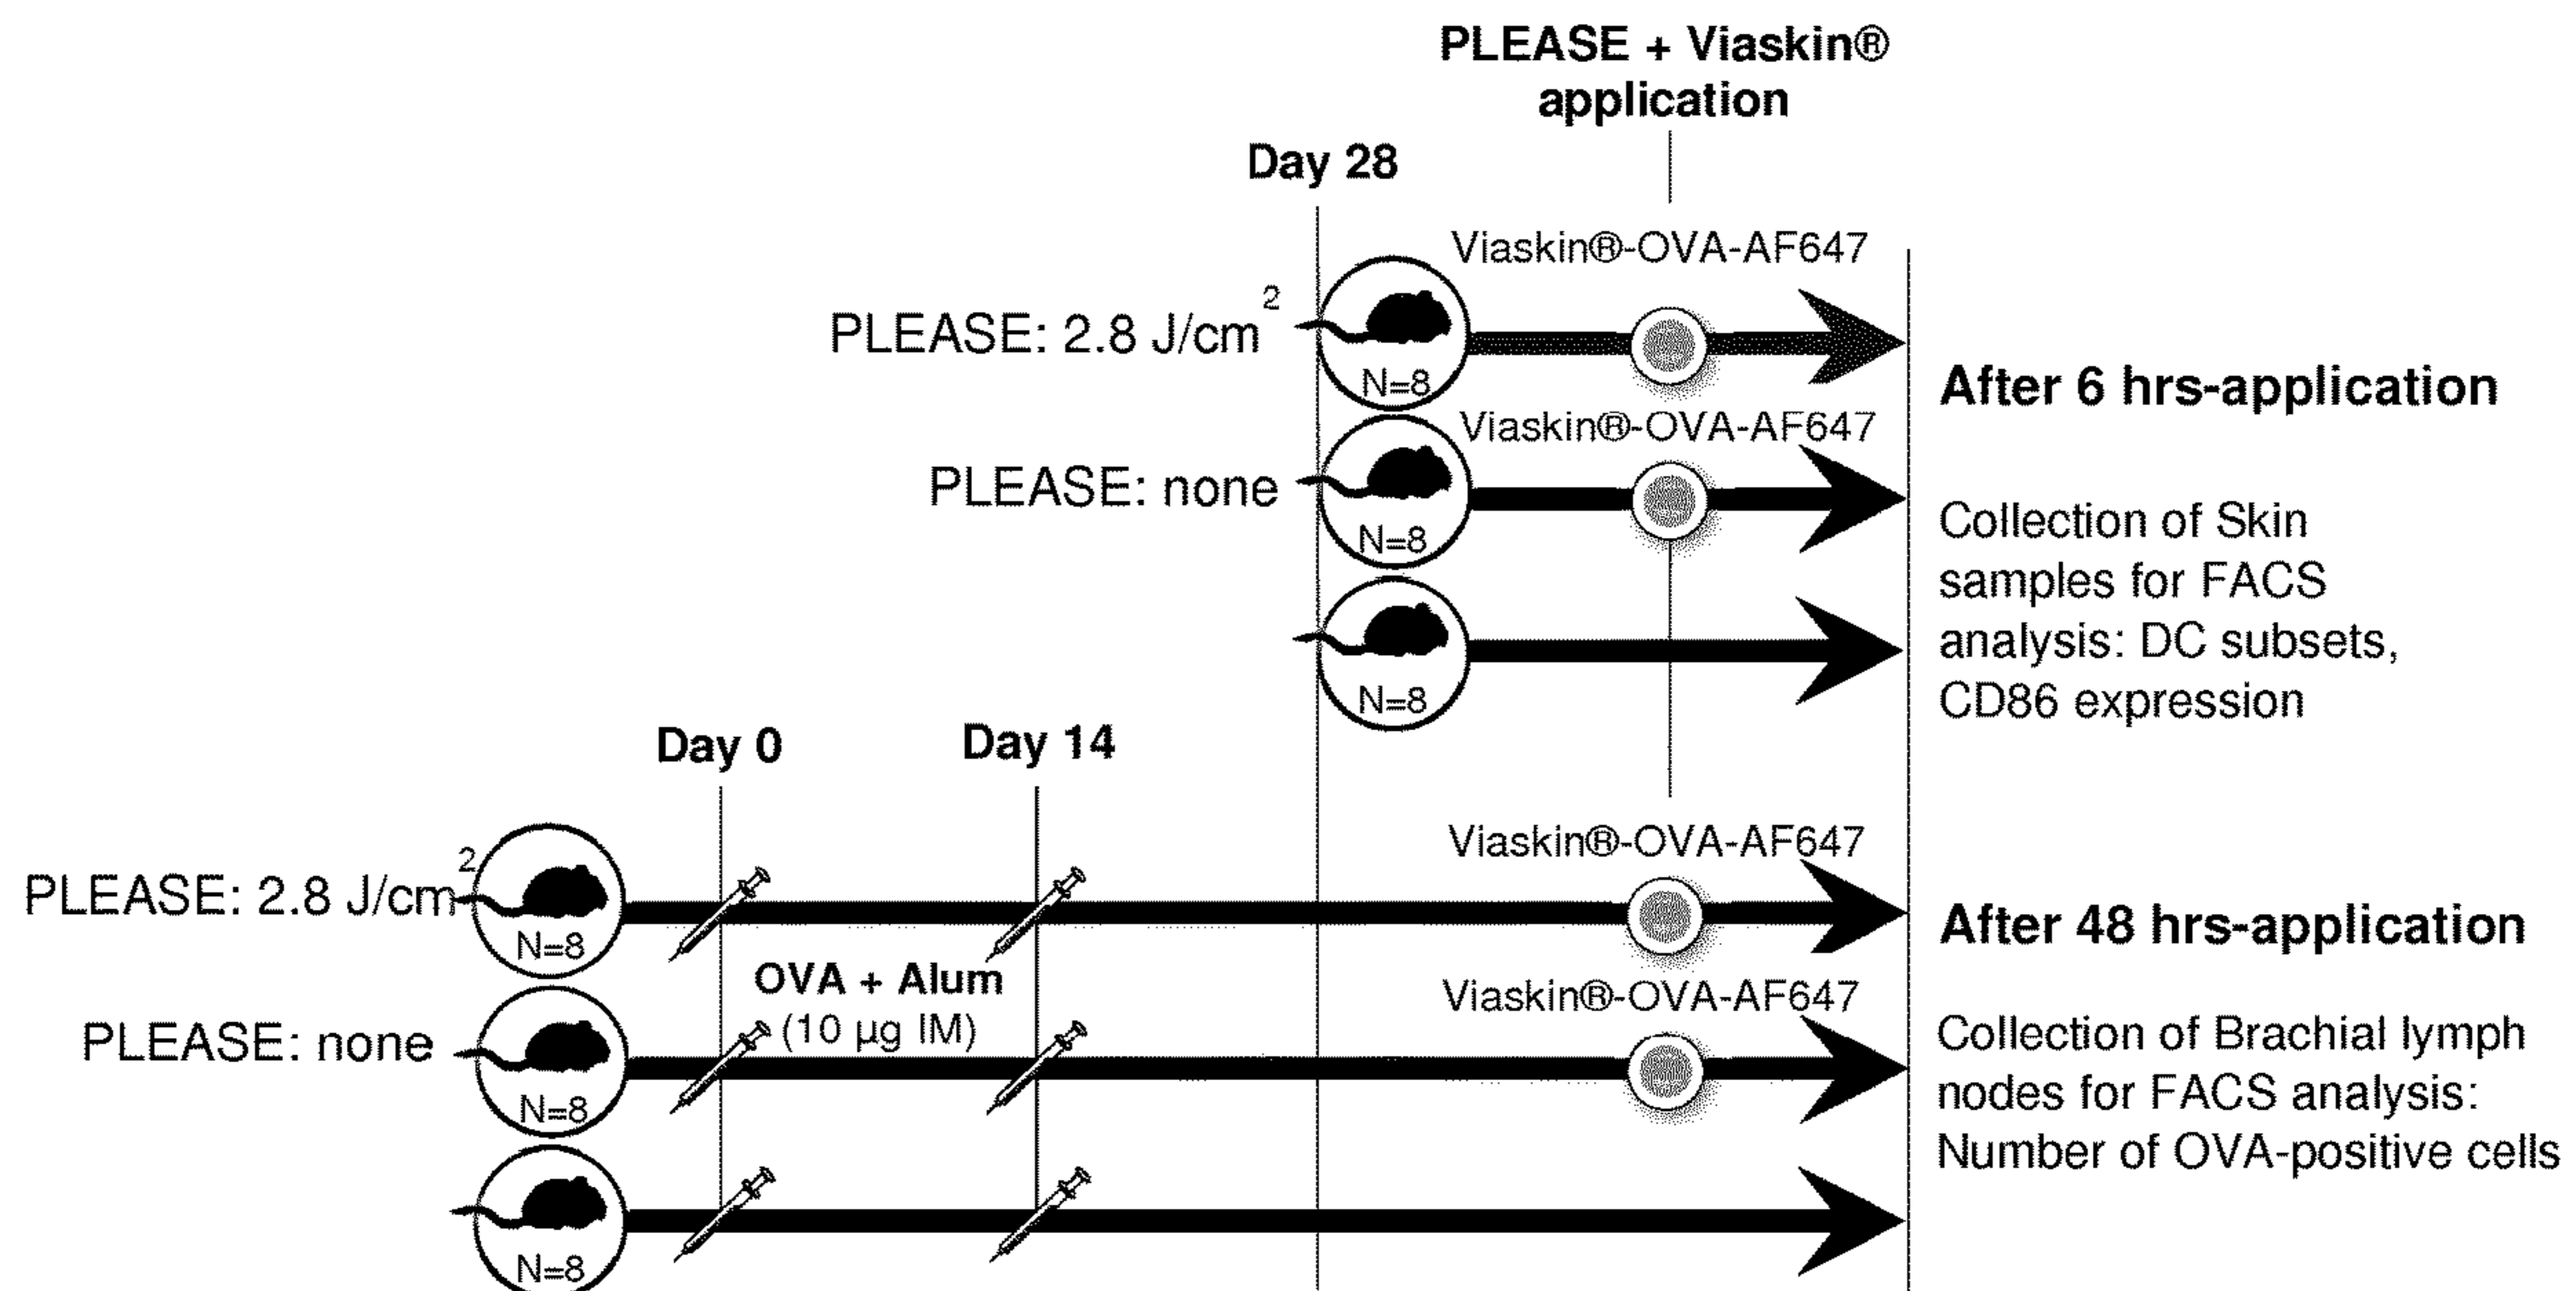 PLEASE + Viaskin®
application
Day 28
Viaskin®-OVA-AF647
PLEASE: 2.8 J/cm²
N=8
After 6 hrs-application
Viaskin®-OVA-AF647
PLEASE: none
N=8
Collection of Skin
samples for FACS
analysis: DC subsets,
CD86 expression
N=8
Day 0
Day 14
Viaskin®-OVA-AF647
PLEASE: 2.8 J/cm²
N=8
After 48 hrs-application
OVA + Alum
(10 µg IM)
Viaskin®-OVA-AF647
PLEASE: none
N=8
Collection of Brachial lymph
nodes for FACS analysis:
Number of OVA-positive cells
N=8